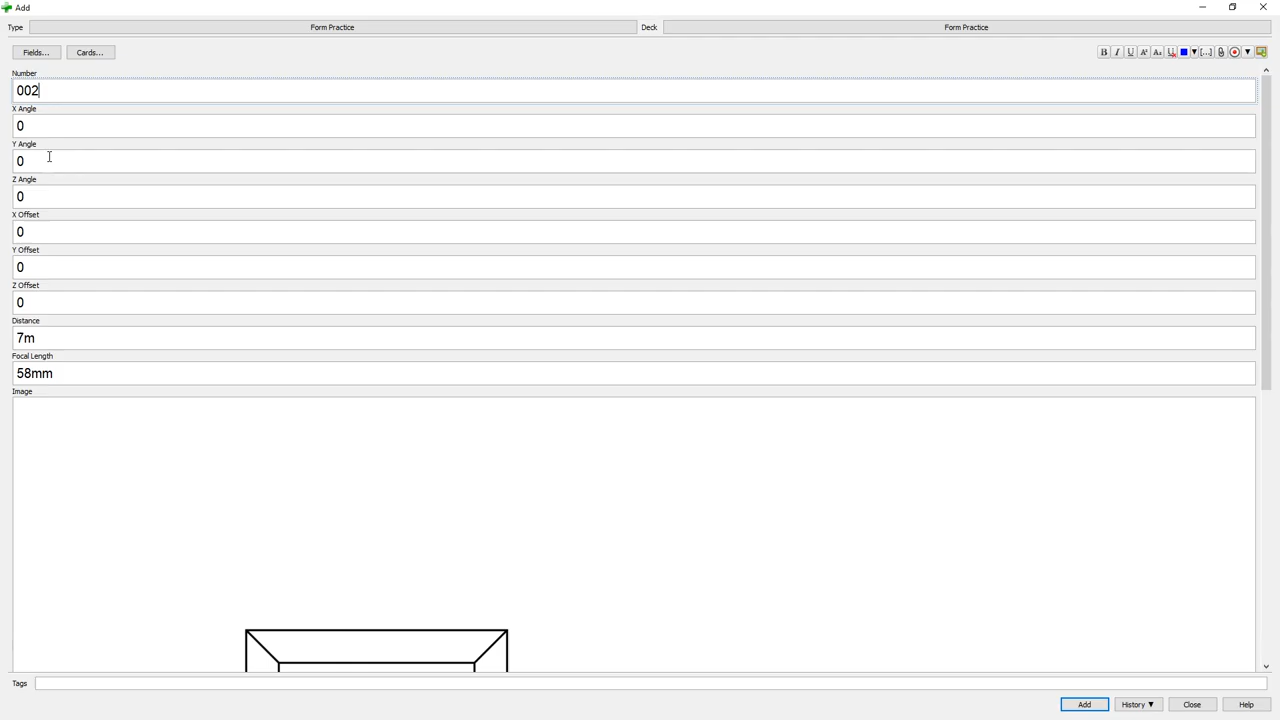 Add
Type Form Practice Deck Form Practice
Fields... Cards...
Number
002
X Angle
0
Y Angle
0
Z Angle
0
X Offset
0
Y Offset
0
Z Offset
0
Distance
7m
Focal Length
58mm
Image
Tags
Add History ▼ Close Help